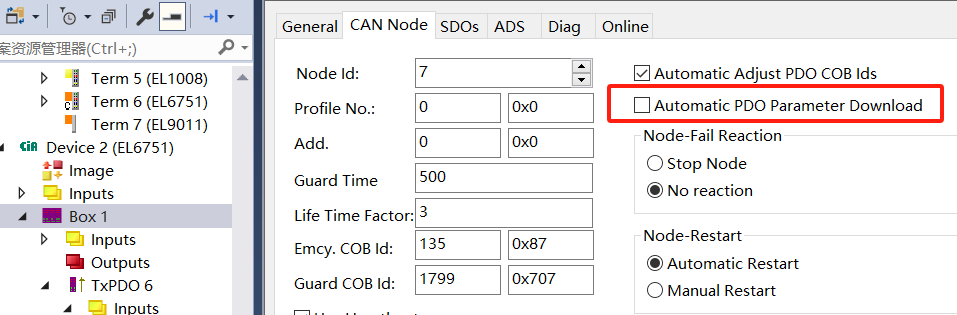 案资源管理器(Ctrl+;)
Term 5 (EL1008)
Term 6 (EL6751)
Term 7 (EL9011)
Device 2 (EL6751)
Image
Inputs
Box 1
Inputs
Outputs
TxPDO 6
Inputs
General CAN Node SDOs ADS Diag Online
Node Id: 7
Profile No.: 0 0x0
Add. 0 0x0
Guard Time 500
Life Time Factor: 3
Emcy. COB Id: 135 0x87
Guard COB Id: 1799 0x707
Automatic Adjust PDO COB Ids
Automatic PDO Parameter Download
Node-Fail Reaction
Stop Node
No reaction
Node-Restart
Automatic Restart
Manual Restart